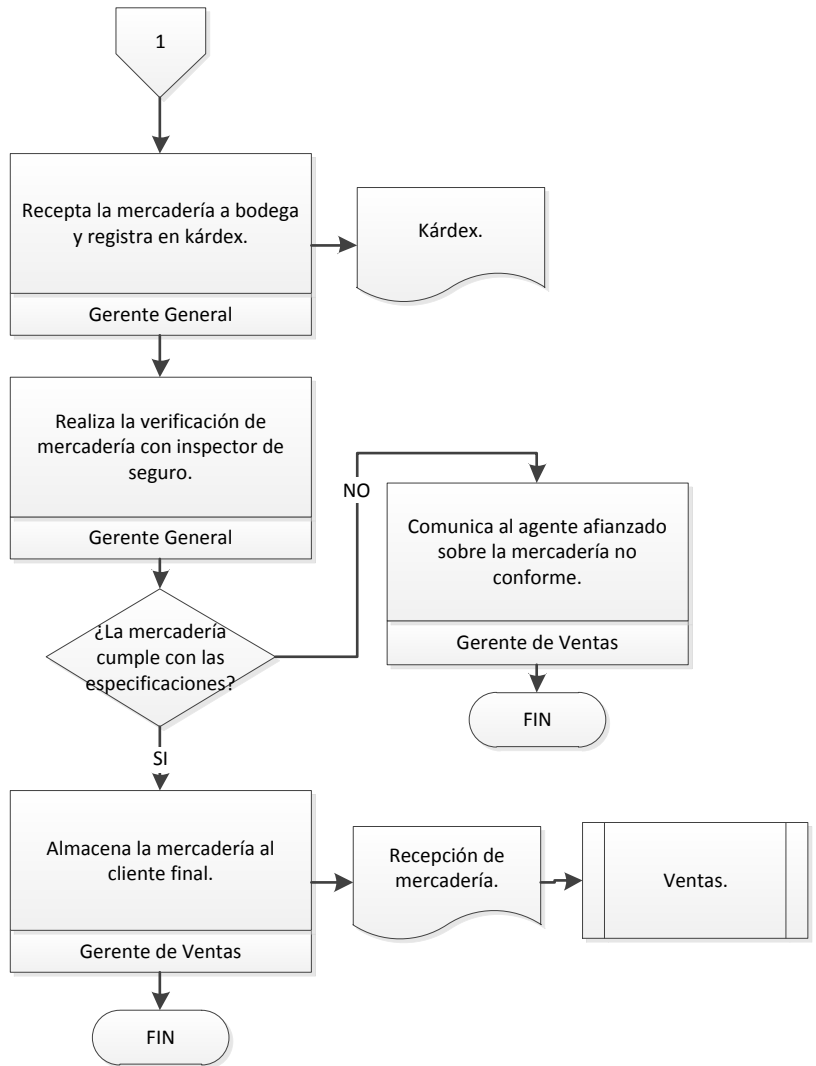 1
Recepta la mercadería a bodega
y registra en kárdex.
Gerente General
Kárdex.
Realiza la verificación de
mercadería con inspector de
seguro.
Gerente General
NO
Comunica al agente afianzado
sobre la mercadería no
conforme.
Gerente de Ventas
FIN
¿La mercadería
cumple con las
especificaciones?
SI
Almacena la mercadería al
cliente final.
Gerente de Ventas
Recepción de
mercadería.
Ventas.
FIN